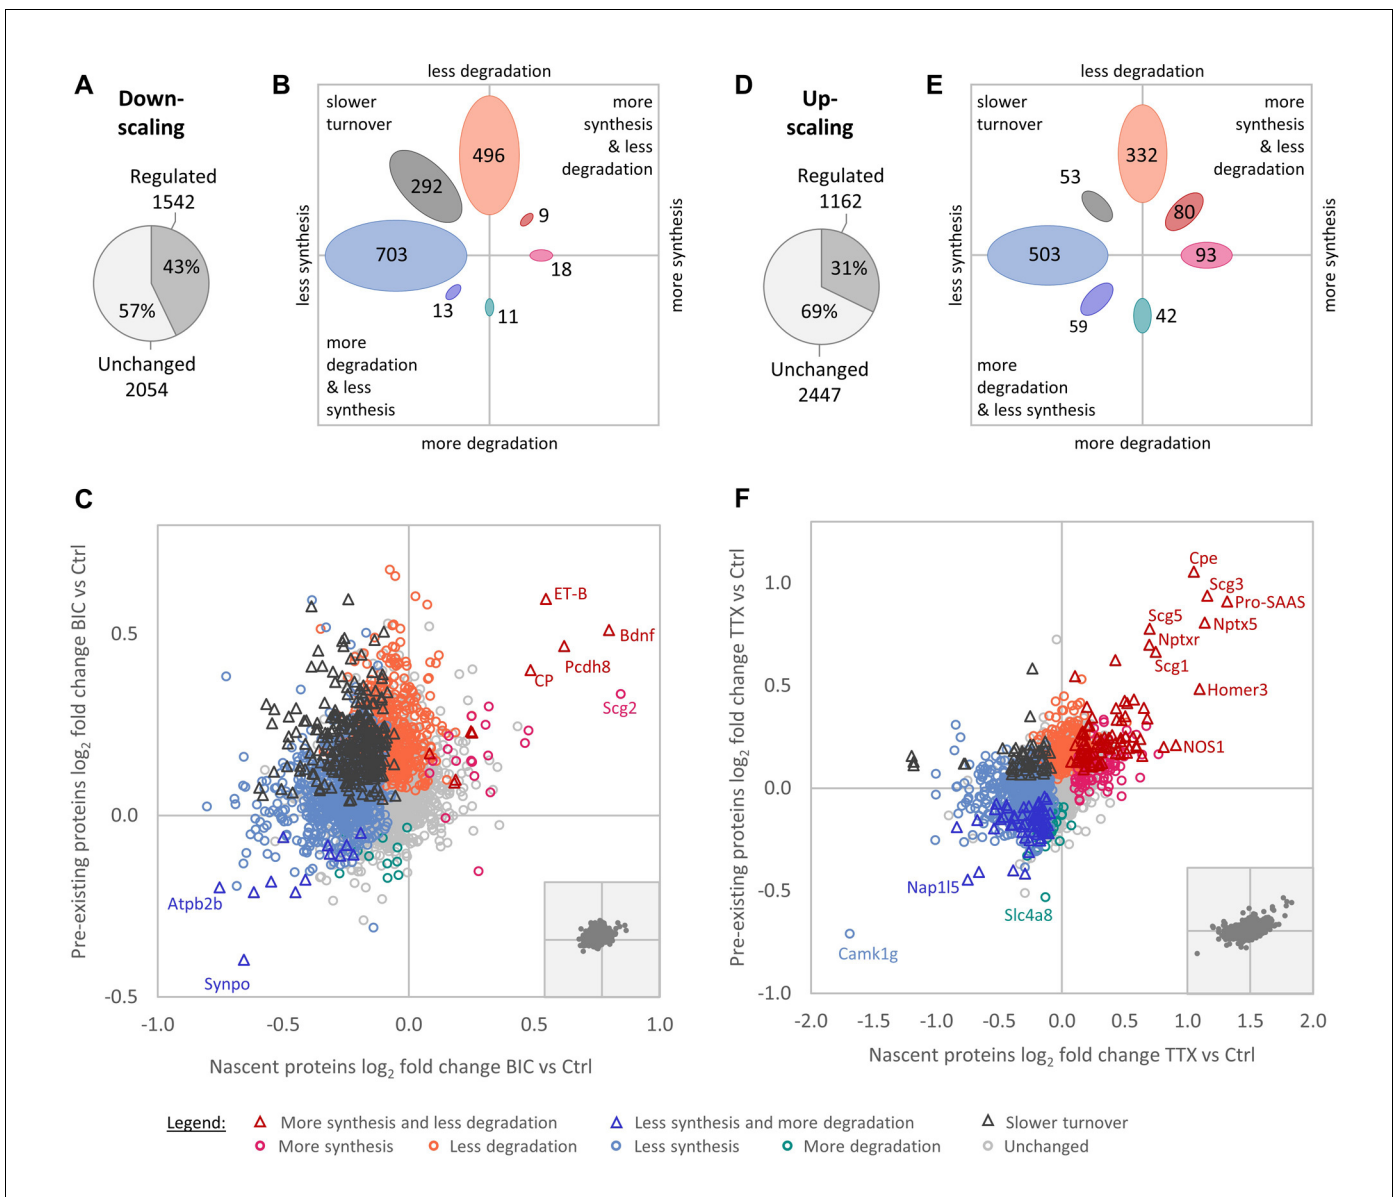 A
Down-
scaling
Regulated
1542
43%
57%
Unchanged
2054
B
less degradation
slower
turnover
more
synthesis
& less
degradation
496
292
9
703
18
13
11
less synthesis
more synthesis
more
degradation
& less
synthesis
more degradation
D
Up-
scaling
Regulated
1162
31%
69%
Unchanged
2447
E
less degradation
slower
turnover
more
synthesis
& less
degradation
332
53
80
503
93
59
42
less synthesis
more synthesis
more
degradation
& less synthesis
more degradation
C
Pre-existing proteins log2 fold change BIC vs Ctrl
0.5
0.0
-0.5
-1.0
-0.5
0.0
0.5
1.0
Nascent proteins log2 fold change BIC vs Ctrl
ET-B
Bdnf
Pcdh8
CP
Scg2
Atpb2b
Synpo
F
Pre-existing proteins log2 fold change TTX vs Ctrl
1.0
0.5
0.0
-0.5
-1.0
-2.0
-1.5
-1.0
-0.5
0.0
0.5
1.0
1.5
2.0
Nascent proteins log2 fold change TTX vs Ctrl
Cpe
Scg3
Pro-SAAS
Scg5
Nptx5
Nptxr
Scg1
Homer3
NOS1
Nap1l5
Slc4a8
Camk1g
Legend:
More synthesis and less degradation
Less synthesis and more degradation
Slower turnover
More synthesis
Less degradation
Less synthesis
More degradation
Unchanged